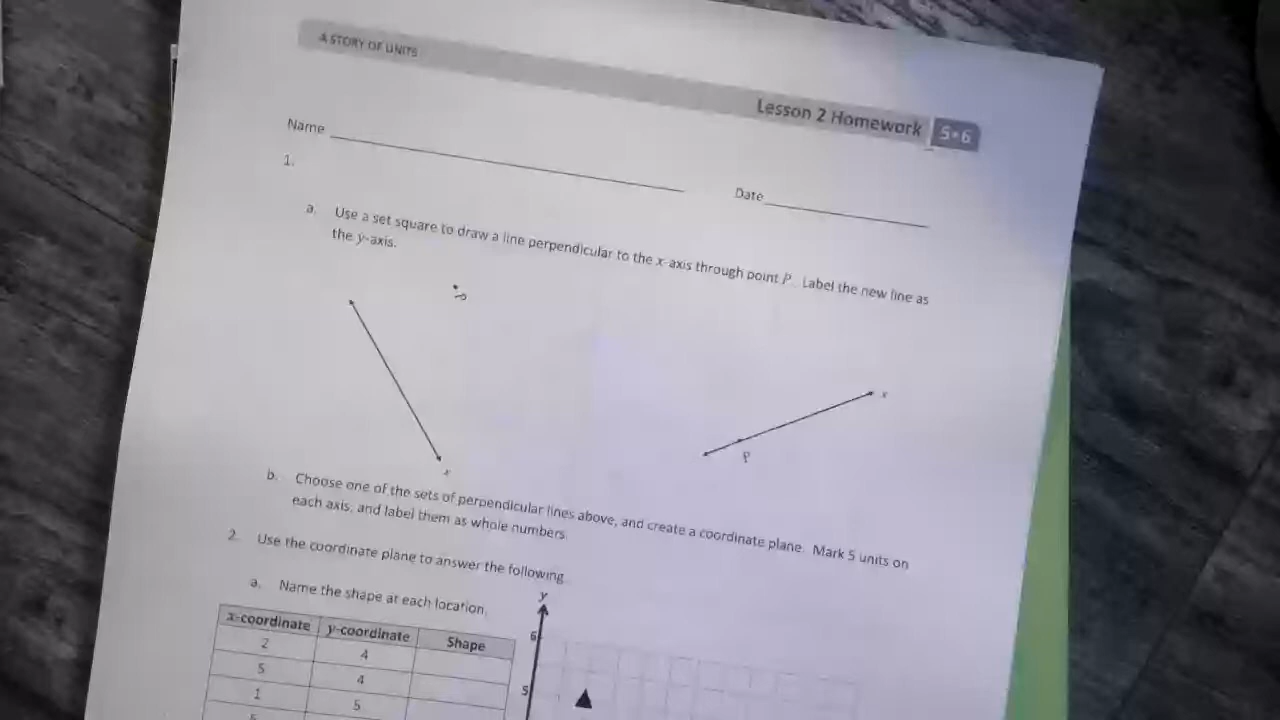 A STORY OF UNITS
Lesson 2 Homework 5•6
Name
Date
1.
a. Use a set square to draw a line perpendicular to the x-axis through point P. Label the new line as
the y-axis.
P
x
x
P
b. Choose one of the sets of perpendicular lines above, and create a coordinate plane. Mark 5 units on
each axis, and label them as whole numbers.
2. Use the coordinate plane to answer the following.
a. Name the shape at each location.
x-coordinate y-coordinate Shape
2 4
5 4
1 5
y
6
5